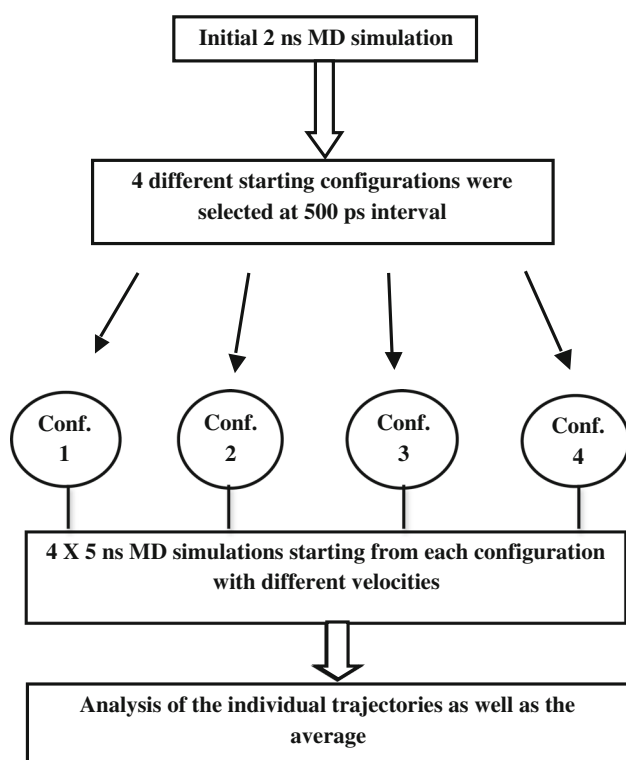 Initial 2 ns MD simulation
4 different starting configurations were
selected at 500 ps interval
Conf.
1
Conf.
2
Conf.
3
Conf.
4
4 X 5 ns MD simulations starting from each configuration
with different velocities
Analysis of the individual trajectories as well as the
average